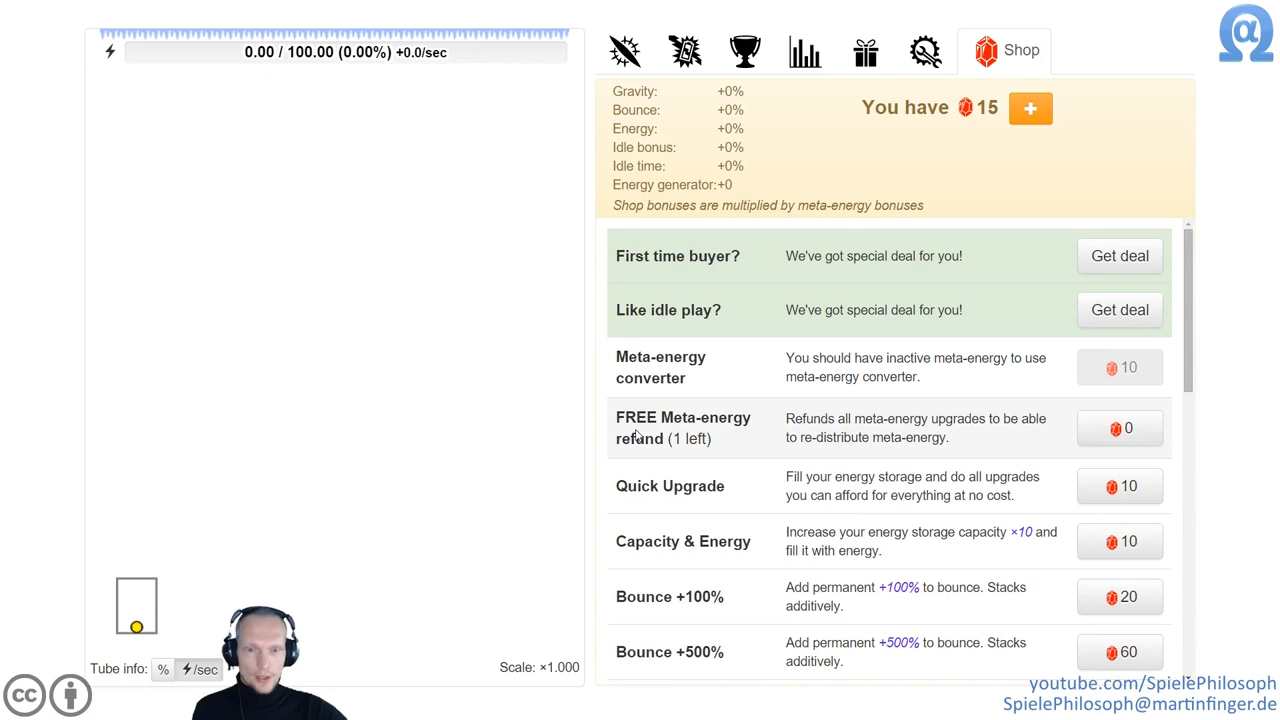 0.00 / 100.00 (0.00%) +0.0/sec
Shop
Gravity: +0%
Bounce: +0%
Energy: +0%
Idle bonus: +0%
Idle time: +0%
Energy generator: +0
Shop bonuses are multiplied by meta-energy bonuses
You have 15 +
First time buyer? We've got special deal for you! Get deal
Like idle play? We've got special deal for you! Get deal
Meta-energy converter
You should have inactive meta-energy to use
meta-energy converter.
10
FREE Meta-energy
refund (1 left)
Refunds all meta-energy upgrades to be able
to re-distribute meta-energy.
0
Quick Upgrade
Fill your energy storage and do all upgrades
you can afford for everything at no cost.
10
Capacity & Energy
Increase your energy storage capacity ×10 and
fill it with energy.
10
Bounce +100%
Add permanent +100% to bounce. Stacks
additively.
20
Bounce +500%
Add permanent +500% to bounce. Stacks
additively.
60
Tube info: % /sec
Scale: ×1.000
cc
youtube.com/SpielePhilosoph
SpielePhilosoph@martinfinger.de